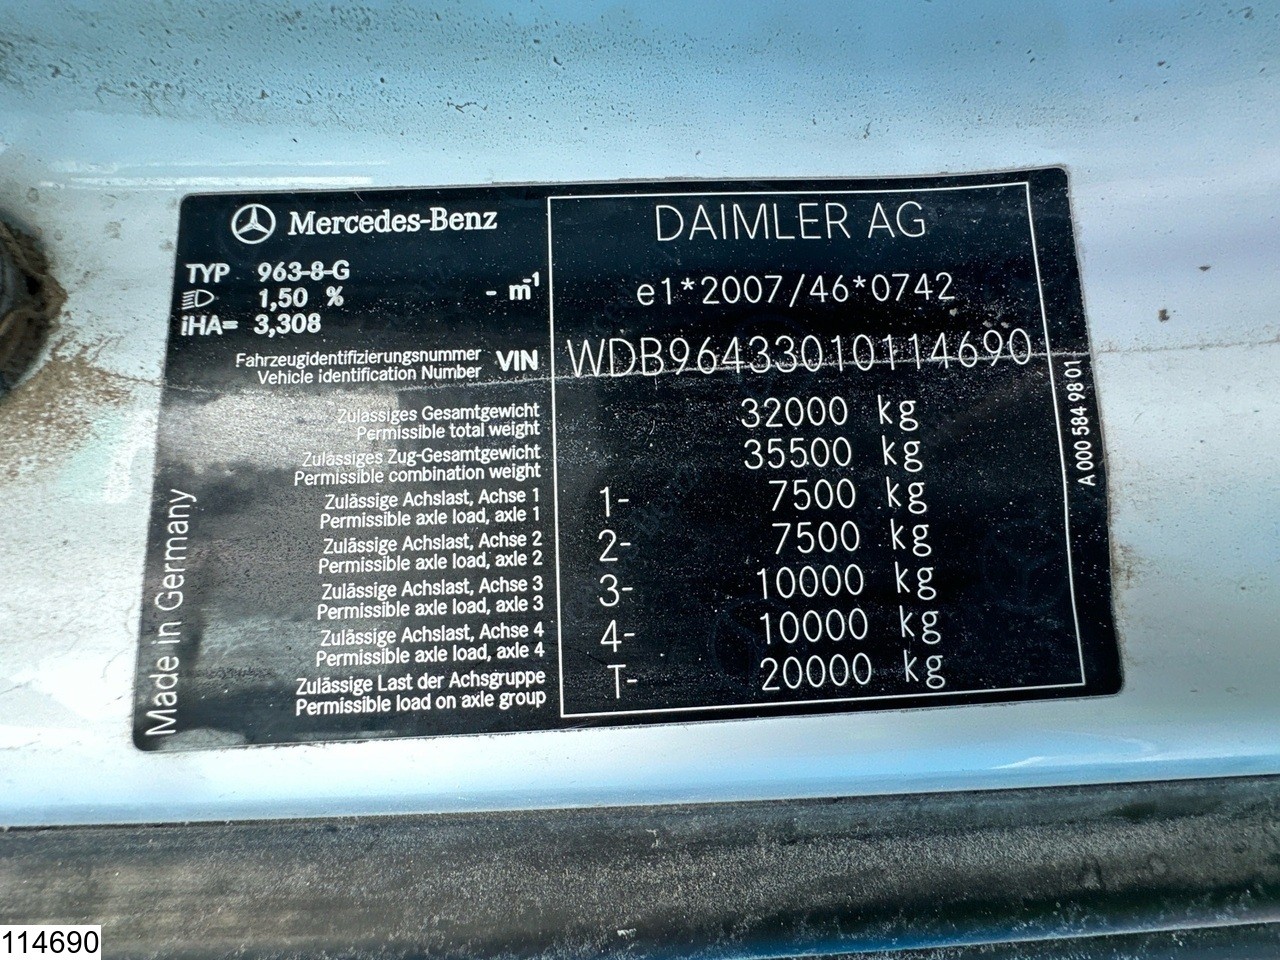 Mercedes-Benz
TYP 963-8-G
1,50 % - m-1
iHA= 3,308
DAIMLER AG
e1*2007/46*0742
Fahrzeugidentifizierungsnummer
Vehicle identification Number VIN WDB96433010114690
Zulässiges Gesamtgewicht
Permissible total weight 32000 kg
Zulässiges Zug-Gesamtgewicht
Permissible combination weight 35500 kg
Zulässige Achslast, Achse 1
Permissible axle load, axle 1 1- 7500 kg
Zulässige Achslast, Achse 2
Permissible axle load, axle 2 2- 7500 kg
Zulässige Achslast, Achse 3
Permissible axle load, axle 3 3- 10000 kg
Zulässige Achslast, Achse 4
Permissible axle load, axle 4 4- 10000 kg
Zulässige Last der Achsgruppe
Permissible load on axle group T- 20000 kg
Made in Germany
A 000 584 98 01
114690